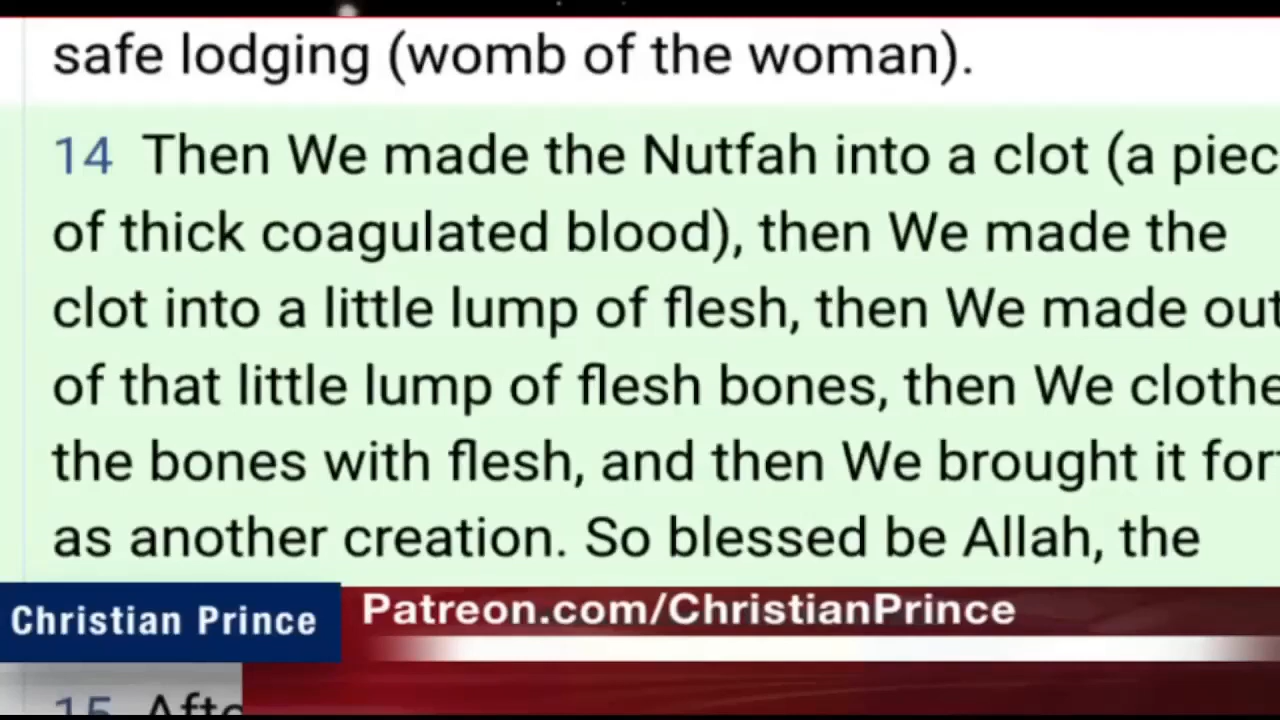 safe lodging (womb of the woman).
14 Then We made the Nutfah into a clot (a piec
of thick coagulated blood), then We made the
clot into a little lump of flesh, then We made out
of that little lump of flesh bones, then We clothe
the bones with flesh, and then We brought it for
as another creation. So blessed be Allah, the
Christian Prince
Patreon.com/ChristianPrince
15